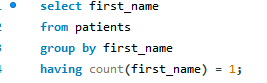 select first_name
from patients
group by first_name
having count(first_name) = 1;